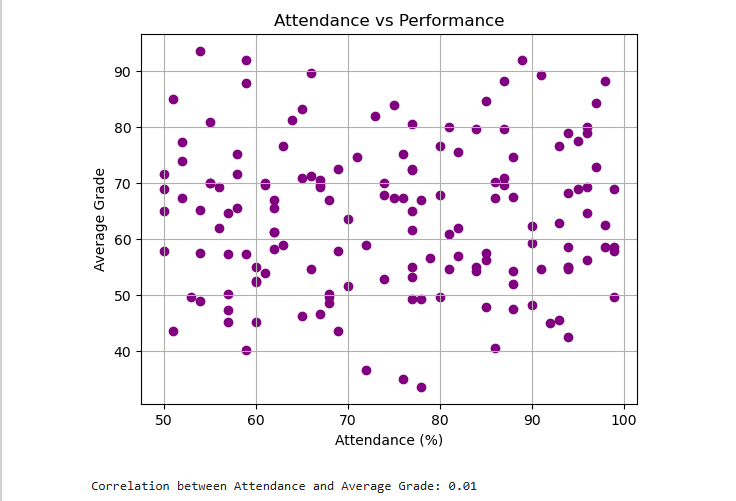 Attendance vs Performance
Average Grade
90
80
70
60
50
40
50 60 70 80 90 100
Attendance (%)
Correlation between Attendance and Average Grade: 0.01